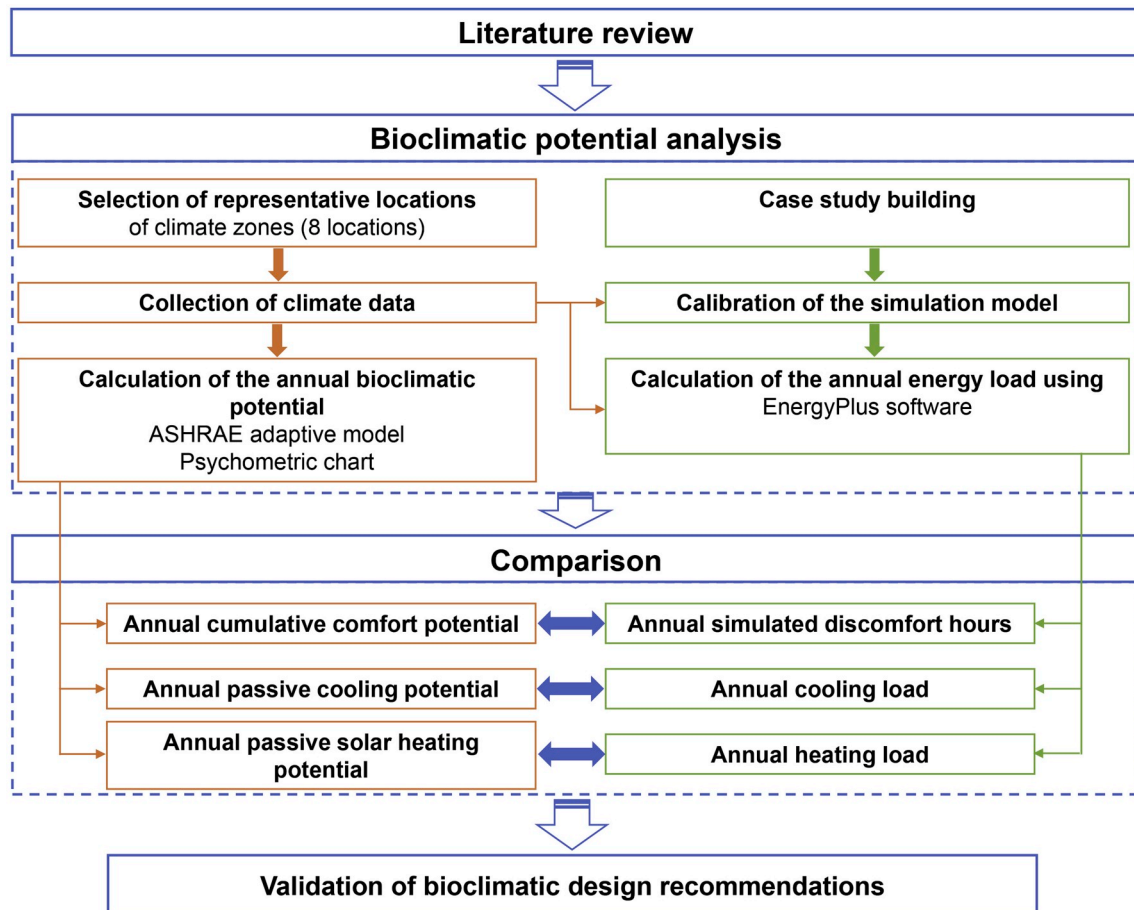 Literature review
Bioclimatic potential analysis
Selection of representative locations
of climate zones (8 locations)
Collection of climate data
Calculation of the annual bioclimatic
potential
ASHRAE adaptive model
Psychometric chart
Case study building
Calibration of the simulation model
Calculation of the annual energy load using
EnergyPlus software
Comparison
Annual cumulative comfort potential
Annual simulated discomfort hours
Annual passive cooling potential
Annual cooling load
Annual passive solar heating
potential
Annual heating load
Validation of bioclimatic design recommendations